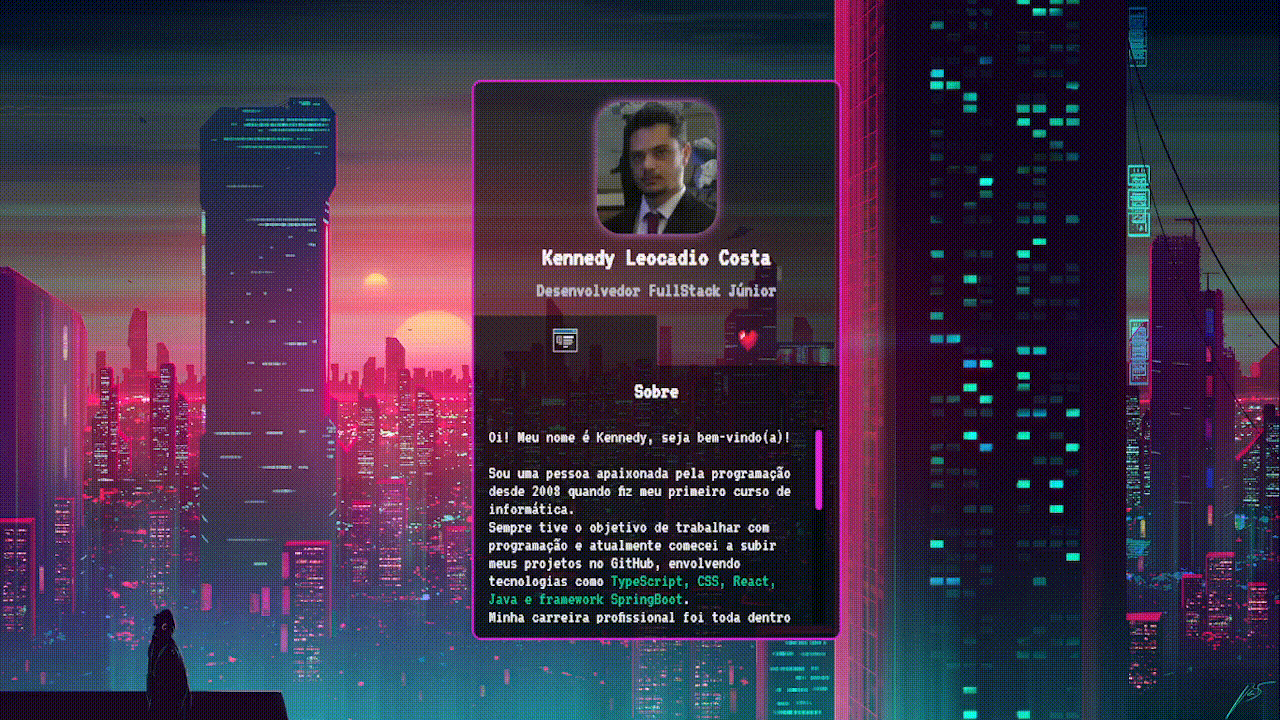 Kennedy Leocadio Costa
Desenvolvedor FullStack Júnior
Sobre
Oi! Meu nome é Kennedy, seja bem-vindo(a)!
Sou uma pessoa apaixonada pela programação
desde 2008 quando fiz meu primeiro curso de
informática.
Sempre tive o objetivo de trabalhar com
programação e atualmente comecei a subir
meus projetos no GitHub, envolvendo
tecnologias como TypeScript, CSS, React,
Java e framework SpringBoot.
Minha carreira profissional foi toda dentro